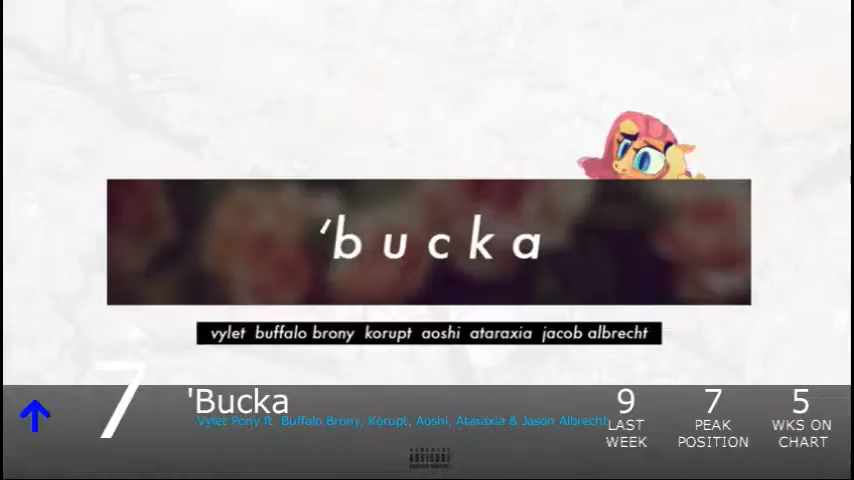 'bucka
vylet buffalo brony korupt aoshi ataraxia jacob albrecht
7
'Bucka
Vylet Pony ft. Buffalo Brony, Korupt, Aoshi, Ataraxia & Jason Albrecht
9
LAST
WEEK
7
PEAK
POSITION
5
WKS ON
CHART
ADVISORY